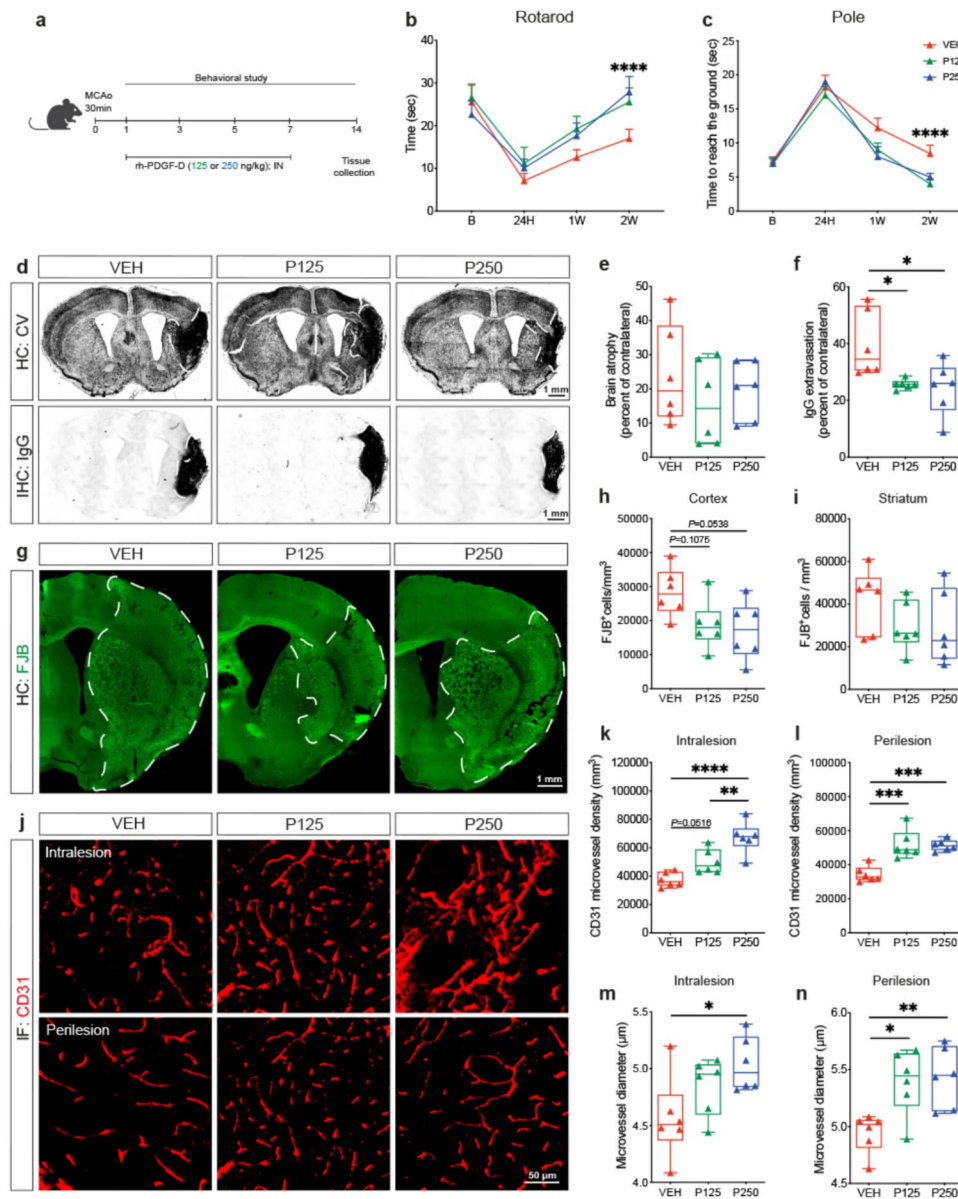 a
Behavioral study
MCAo
30min
0 1 3 5 7 14
rh-PDGF-D (125 or 250 ng/kg); IN
Tissue
collection
b
Rotarod
Time (sec)
40
30
20
10
0
****
B 24H 1W 2W
c
Pole
Time to reach the ground (sec)
25
20
15
10
5
0
****
B 24H 1W 2W
d
VEH P125 P250
HC: CV
1 mm
IHC: IgG
1 mm
e
Brain atrophy
(percent of contralateral)
50
40
30
20
10
0
VEH P125 P250
f
IgG extravasation
(percent of contralateral)
60
40
20
0
*
*
VEH P125 P250
g
VEH P125 P250
HC: FJB
1 mm
h
Cortex
FJB+cells/mm3
50000
40000
30000
20000
10000
0
P=0.0538
P=0.1075
VEH P125 P250
i
Striatum
FJB+cells / mm3
80000
60000
40000
20000
0
VEH P125 P250
j
VEH P125 P250
IF: CD31
Intralesion
Perilesion
50 µm
k
Intralesion
CD31 microvessel density (mm3)
120000
100000
80000
60000
40000
20000
0
****
**
P=0.0516
VEH P125 P250
l
Perilesion
CD31 microvessel density (mm3)
100000
80000
60000
40000
20000
0
***
***
VEH P125 P250
m
Intralesion
Microvessel diameter (µm)
5.5
5.0
4.5
4.0
*
VEH P125 P250
n
Perilesion
Microvessel diameter (µm)
6.0
5.5
5.0
4.5
**
*
VEH P125 P250